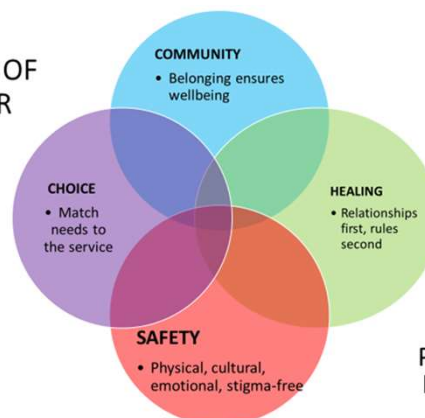 OF
R
COMMUNITY
• Belonging ensures
wellbeing
CHOICE
• Match
needs to
the service
HEALING
• Relationships
first, rules
second
SAFETY
• Physical, cultural,
emotional, stigma-free